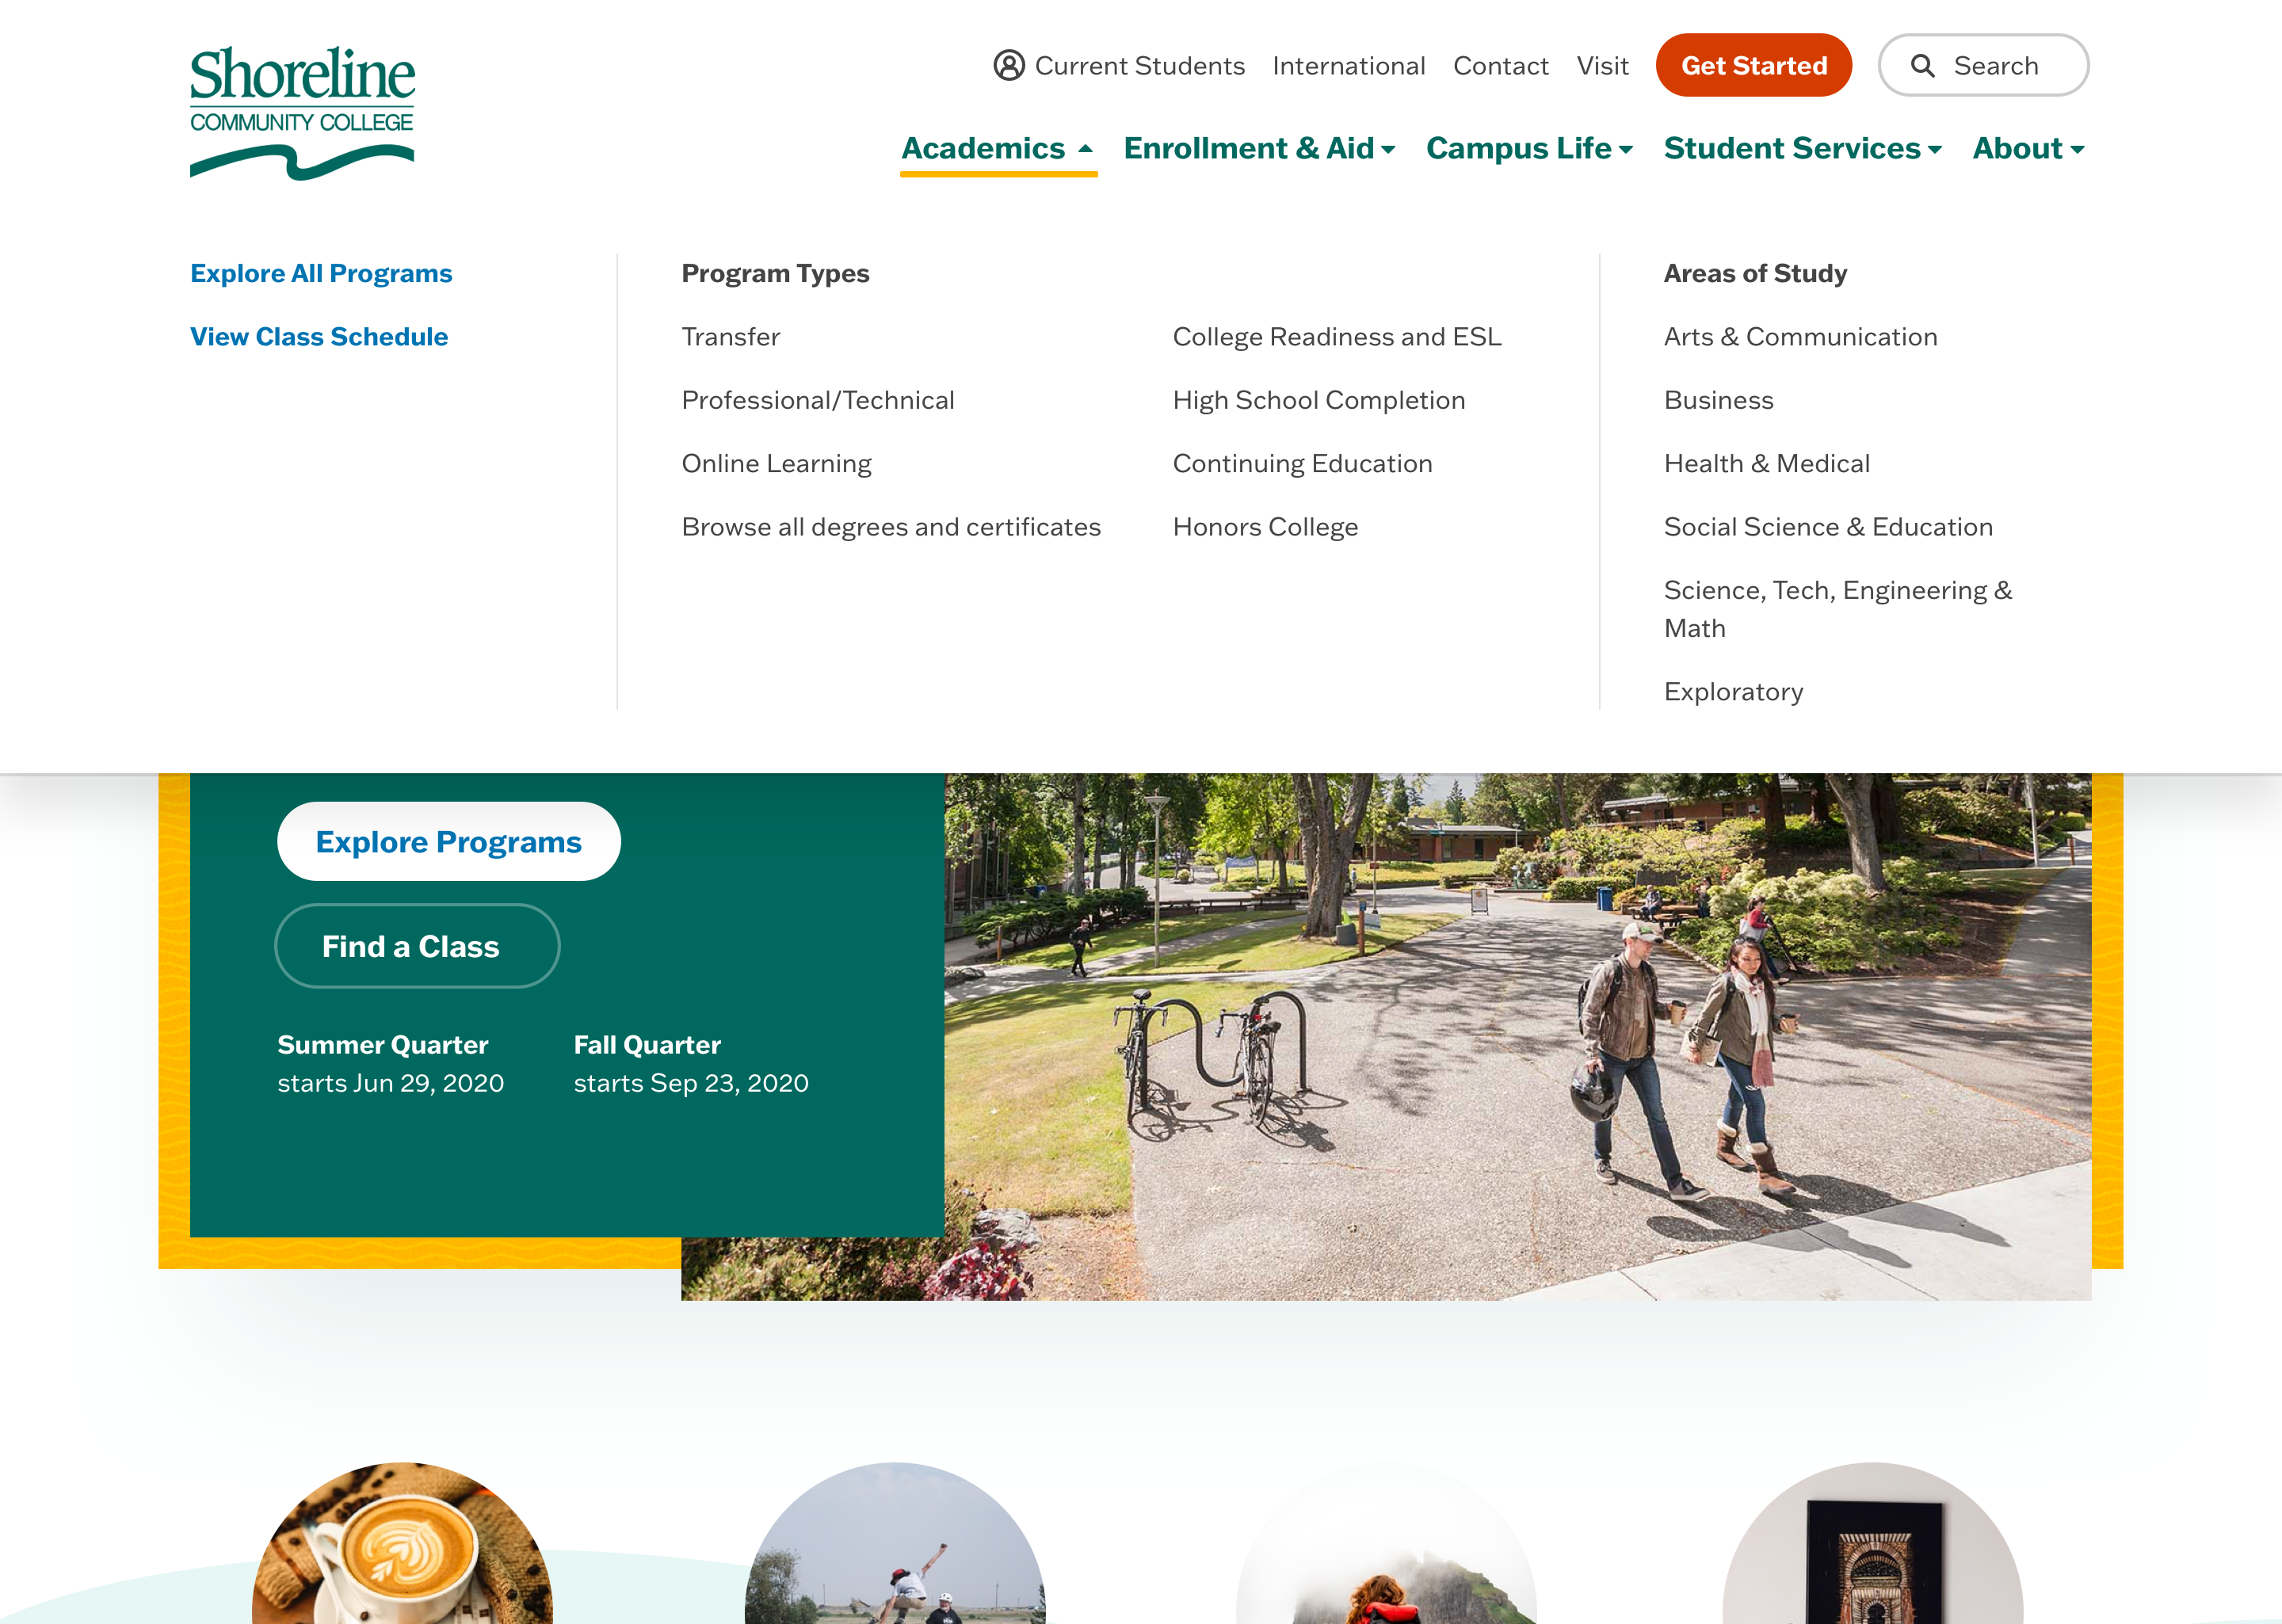 Shoreline
COMMUNITY COLLEGE
Current Students International Contact Visit Get Started Search
Academics Enrollment & Aid Campus Life Student Services About
Explore All Programs
View Class Schedule
Program Types
Transfer
Professional/Technical
Online Learning
Browse all degrees and certificates
College Readiness and ESL
High School Completion
Continuing Education
Honors College
Areas of Study
Arts & Communication
Business
Health & Medical
Social Science & Education
Science, Tech, Engineering &
Math
Exploratory
Explore Programs
Find a Class
Summer Quarter
starts Jun 29, 2020
Fall Quarter
starts Sep 23, 2020